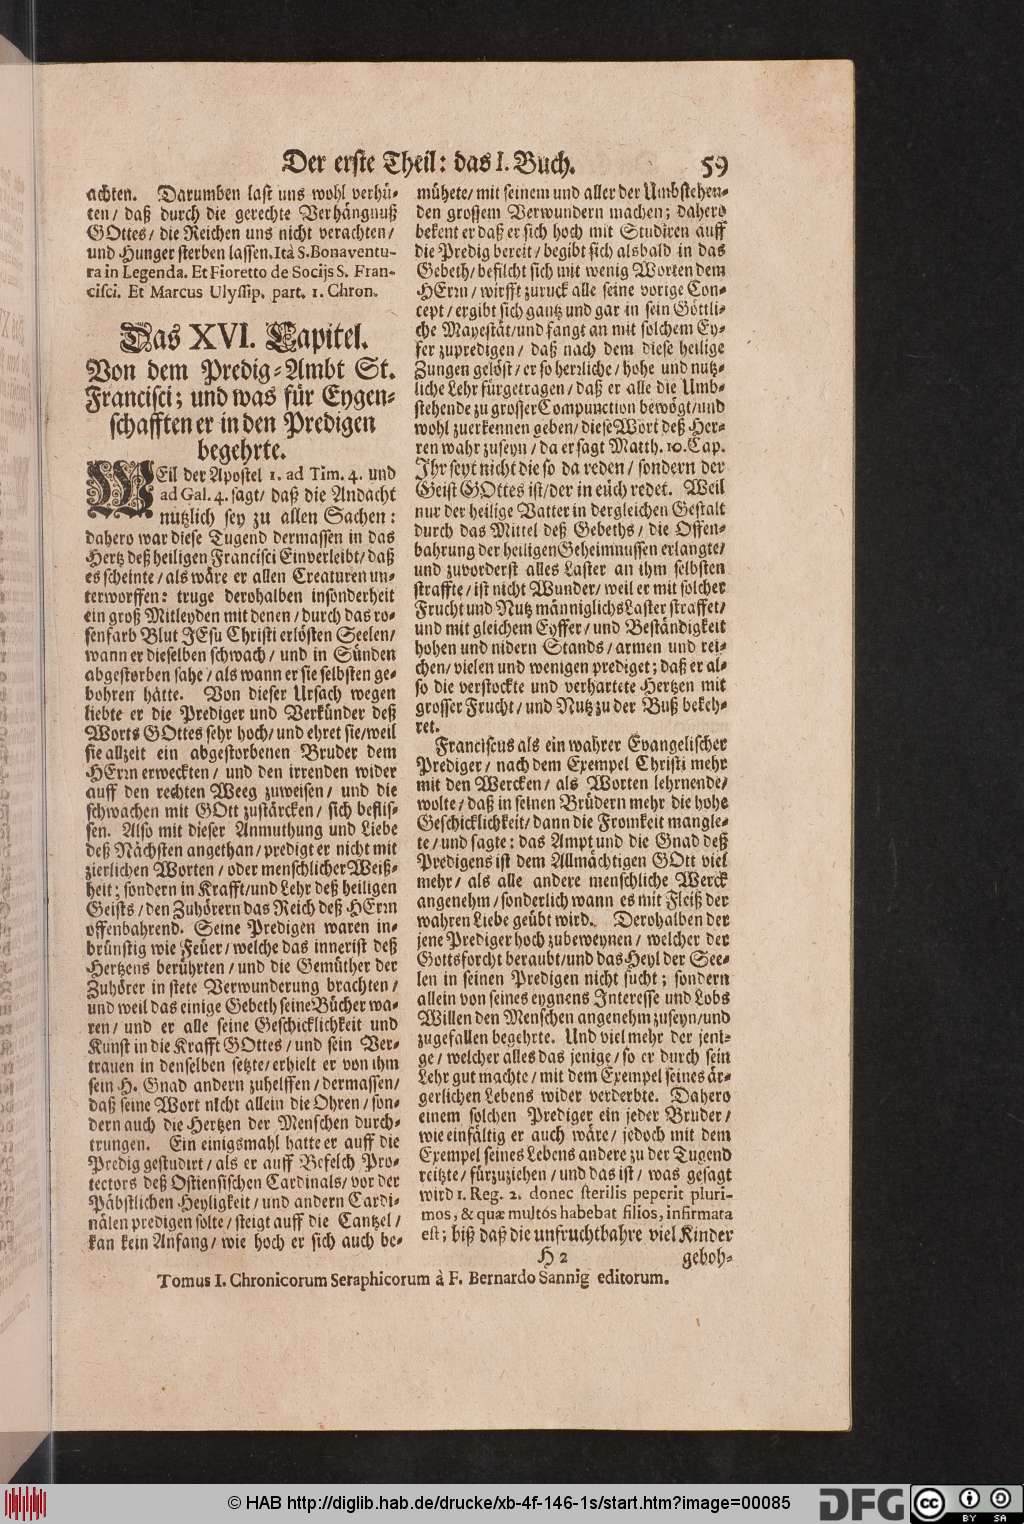 Der erste Theil: das I. Buch. 59
achten. Darumben last uns wohl verhü-
ten/ daß durch die gerechte Verhängnuß
GOttes/ die Reichen uns nicht verachten/
und Hunger sterben lassen. Ità S. Bonaventu-
ra in Legenda. Et Fioretto de Socijs S. Fran-
cisci. Et Marcus Ulyssip. part. 1. Chron.
Das XVI. Capitel.
Von dem Predig-Ambt St.
Francisci; und was für Eygen-
schafften er in den Predigen
begehrte.
WEil der Apostel 1. ad Tim. 4. und
ad Gal. 4. sagt/ daß die Andacht
nutzlich sey zu allen Sachen:
dahero war diese Tugend dermassen in das
Hertz deß heiligen Francisci Einverleibt/ daß
es scheinte/ als wäre er allen Creaturen un-
terworffen: truge derohalben insonderheit
ein groß Mitleyden mit denen/ durch das ro-
senfarb Blut JEsu Christi erlösten Seelen/
wann er dieselben schwach/ und in Sünden
abgestorben sahe/ als wann er sie selbsten ge-
bohren hätte. Von dieser Ursach wegen
liebte er die Prediger und Verkünder deß
Worts GOttes sehr hoch/ und ehret sie/ weil
sie allzeit ein abgestorbenen Bruder dem
HErrn erweckten/ und den irrenden wider
auff den rechten Weeg zuweisen/ und die
schwachen mit GOtt zustärcken/ sich beflis-
sen. Also mit dieser Anmuthung und Liebe
deß Nächsten angethan/ predigt er nicht mit
zierlichen Worten/ oder menschlicher Weiß-
heit; sondern in Krafft/ und Lehr deß heiligen
Geists/ den Zuhörern das Reich deß HErrn
offenbahrend. Seine Predigen waren in-
brünstig wie Feüer/ welche das innerist deß
Hertzens berührten/ und die Gemüther der
Zuhörer in stete Verwunderung brachten/
und weil das einige Gebeth seine Bücher wa-
ren/ und er alle seine Geschicklichkeit und
Kunst in die Krafft GOttes/ und sein Ver-
trauen in denselben setzte/ erhielt er von ihm
sein H. Gnad andern zuhelffen/ dermassen/
daß seine Wort nicht allein die Ohren/ son-
dern auch die Hertzen der Menschen durch-
trungen. Ein einigsmahl hatte er auff die
Predig gestudirt/ als er auff Befelch Pro-
tectors deß Ostiensischen Cardinals/ vor der
Päbstlichen Heyligkeit/ und andern Cardi-
nälen predigen solte/ steigt auff die Cantzel/
kan kein Anfang/ wie hoch er sich auch be-
mühete/ mit seinem und aller der Umbstehen-
den grossem Verwundern machen; dahero
bekent er daß er sich hoch mit Studiren auff
die Predig bereit/ begibt sich alsbald in das
Gebeth/ befilcht sich mit wenig Worten dem
HErrn/ wirfft zuruck alle seine vorige Con-
cept/ ergibt sich gantz und gar in sein Göttli-
che Mayestät/ und fangt an mit solchem Ey-
fer zupredigen/ daß nach dem diese heilige
Zungen gelöst/ er so herrliche/ hohe und nutz-
liche Lehr fürgetragen/ daß er alle die Umb-
stehende zu grosser Compunction bewögt/ und
wohl zuerkennen geben/ diese Wort deß Her-
ren wahr zuseyn/ da er sagt Matth. 10. Cap.
Ihr seyt nicht die so da reden/ sondern der
Geist GOttes ist/ der in eüch redet. Weil
nur der heilige Vatter in dergleichen Gestalt
durch das Mittel deß Gebeths/ die Offen-
bahrung der heiligen Geheimnussen erlangte/
und zuvorderst alles Laster an ihm selbsten
straffte/ ist nicht Wunder/ weil er mit solcher
Frucht und Nutz männiglichs Laster straffet/
und mit gleichem Eyffer/ und Beständigkeit
hohen und nidern Stands/ armen und rei-
chen/ vielen und wenigen prediget; daß er al-
so die verstockte und verhartete Hertzen mit
grosser Frucht/ und Nutz zu der Buß bekeh-
ret.
Franciscus als ein wahrer Evangelischer
Prediger/ nach dem Exempel Christi mehr
mit den Wercken/ als Worten lehrnende/
wolte/ daß in seinen Brüdern mehr die hohe
Geschicklichkeit/ dann die Fromkeit mangle-
te/ und sagte: das Ampt und die Gnad deß
Predigens ist dem Allmächtigen GOtt viel
mehr/ als alle andere menschliche Werck
angenehm/ sonderlich wann es mit Fleiß der
wahren Liebe geübt wird. Derohalben der
jene Prediger hoch zubeweynen/ welcher der
Gottsforcht beraubt/ und das Heyl der See-
len in seinen Predigen nicht sucht; sondern
allein von seines eygnens Interesse und Lobs
Willen den Menschen angenehm zuseyn/ und
zugefallen begehrte. Und viel mehr der jeni-
ge/ welcher alles das jenige/ so er durch sein
Lehr gut machte/ mit dem Exempel seines är-
gerlichen Lebens wider verderbte. Dahero
einem solchen Prediger ein jeder Bruder/
wie einfältig er auch wäre/ jedoch mit dem
Exempel seines Lebens andere zu der Tugend
reitzte/ fürzuziehen/ und das ist/ was gesagt
wird 1. Reg. 2. donec sterilis peperit pluri-
mos, & quæ multos habebat filios, infirmata
est; biß daß die unfruchtbahre viel Kinder
H 2 geboh-
Tomus I. Chronicorum Seraphicorum à F. Bernardo Sannig editorum.
© HAB http://diglib.hab.de/drucke/xb-4f-146-1s/start.htm?image=00085
DFG
cc BY SA